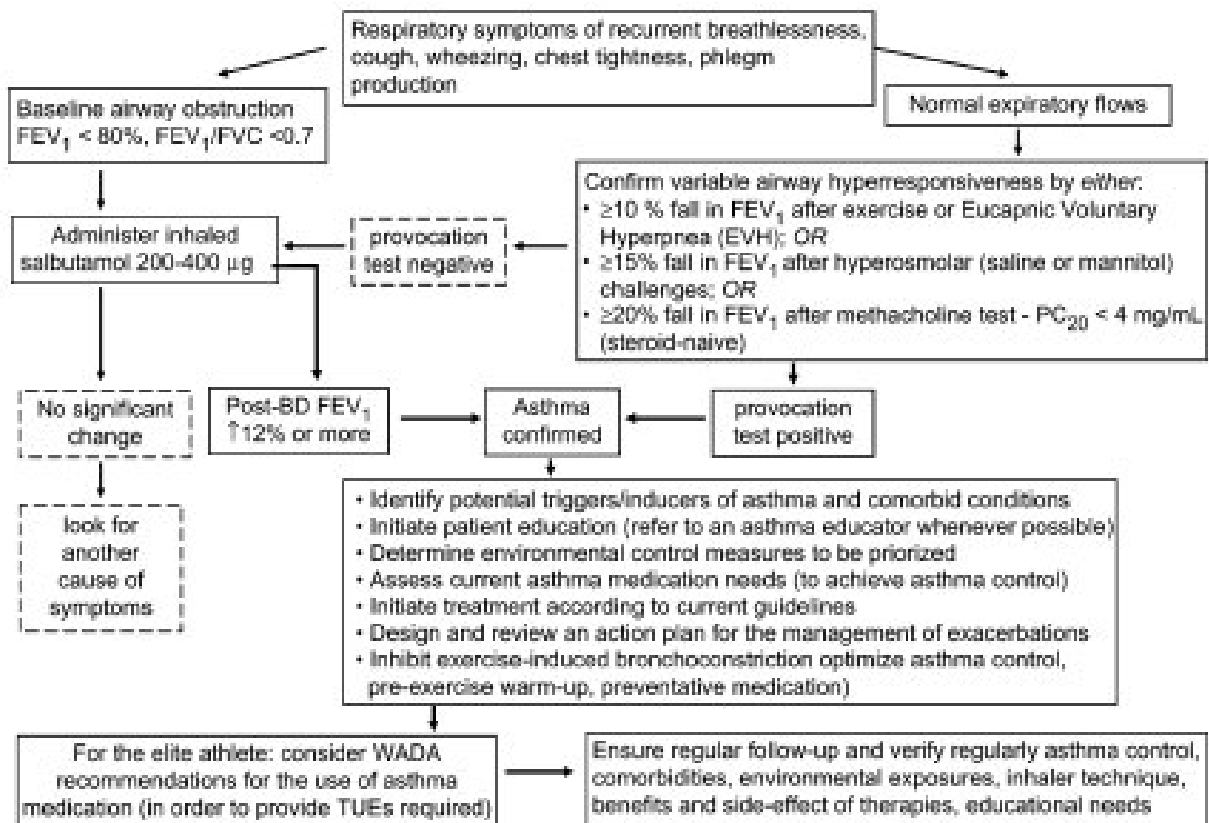 Respiratory symptoms of recurrent breathlessness,
cough, wheezing, chest tightness, phlegm
production
Baseline airway obstruction
FEV1 < 80%, FEV1/FVC <0.7
Normal expiratory flows
Confirm variable airway hyperresponsiveness by either:
• ≥10 % fall in FEV1 after exercise or Eucapnic Voluntary
Hyperpnea (EVH); OR
• ≥15% fall in FEV1 after hyperosmolar (saline or mannitol)
challenges; OR
• ≥20% fall in FEV1 after methacholine test - PC20 < 4 mg/mL
(steroid-naive)
provocation
test negative
Administer inhaled
salbutamol 200-400 µg
No significant
change
Post-BD FEV1
↑12% or more
Asthma
confirmed
provocation
test positive
look for
another
cause of
symptoms
• Identify potential triggers/inducers of asthma and comorbid conditions
• Initiate patient education (refer to an asthma educator whenever possible)
• Determine environmental control measures to be priorized
• Assess current asthma medication needs (to achieve asthma control)
• Initiate treatment according to current guidelines
• Design and review an action plan for the management of exacerbations
• Inhibit exercise-induced bronchoconstriction optimize asthma control,
pre-exercise warm-up, preventative medication)
For the elite athlete: consider WADA
recommendations for the use of asthma
medication (in order to provide TUEs required)
Ensure regular follow-up and verify regularly asthma control,
comorbidities, environmental exposures, inhaler technique,
benefits and side-effect of therapies, educational needs